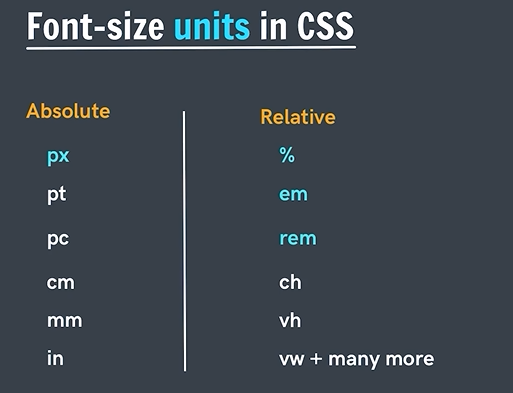 Font-size units in CSS
Absolute
px
pt
pc
cm
mm
in
Relative
%
em
rem
ch
vh
vw + many more